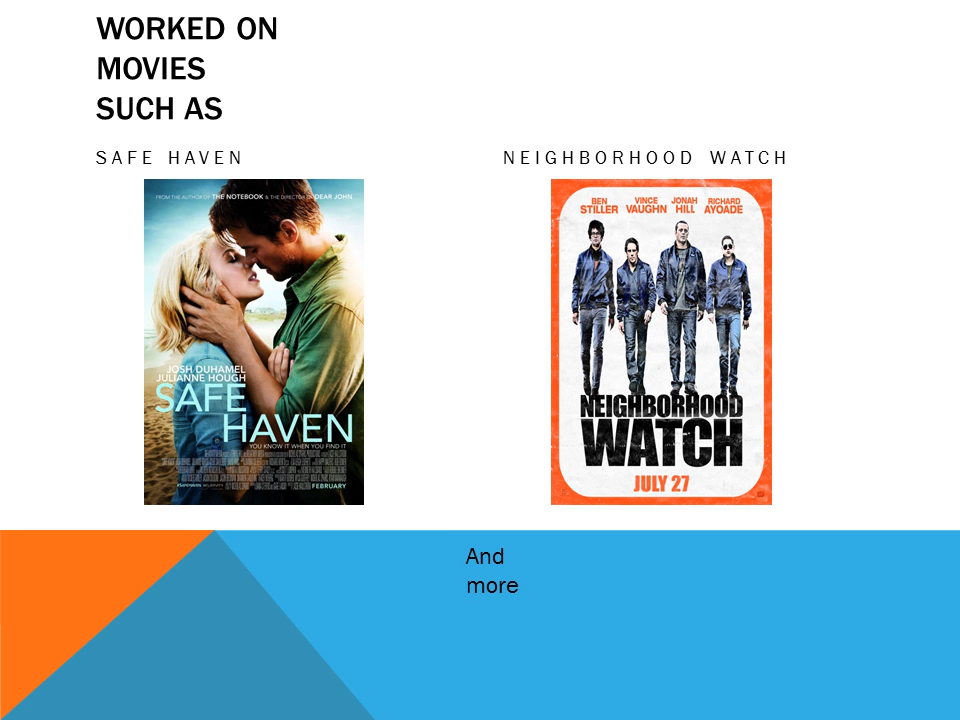 WORKED ON
MOVIES
SUCH AS
SAFE HAVEN
NEIGHBORHOOD WATCH
FROM THE AUTHOR OF THE NOTEBOOK & THE DIRECTOR OF DEAR JOHN
JOSH DUHAMEL
JULIANNE HOUGH
SAFE
HAVEN
YOU KNOW IT WHEN YOU FIND IT
FEBRUARY
BEN
STILLER
VINCE
VAUGHN
JONAH
HILL
RICHARD
AYOADE
NEIGHBORHOOD
WATCH
JULY 27
And
more